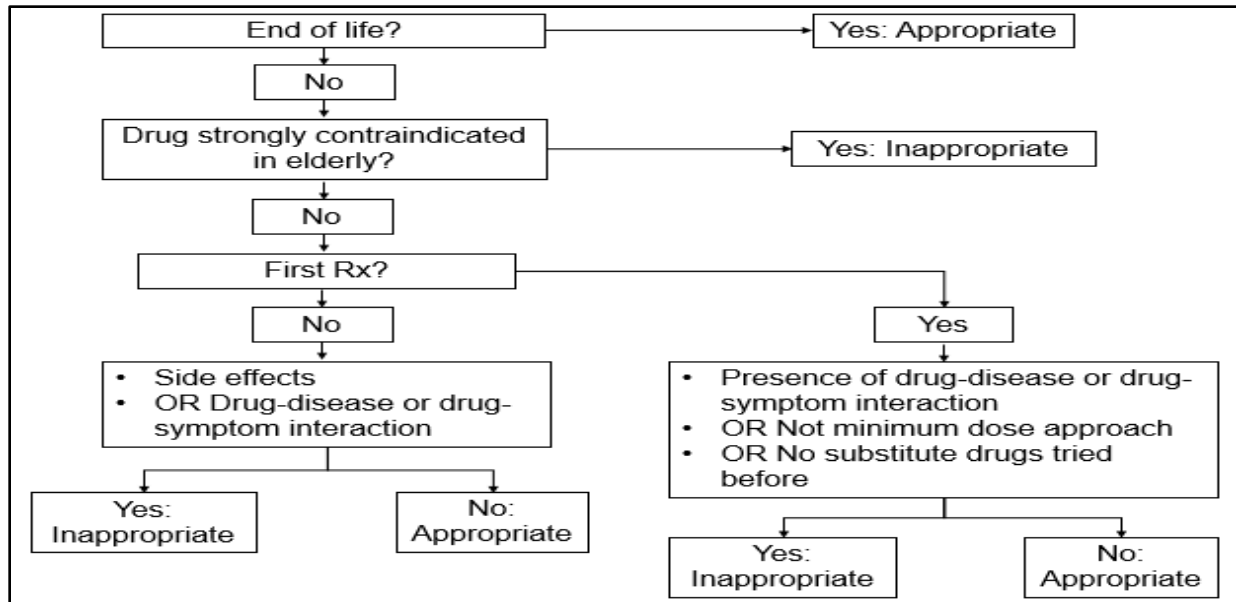 End of life?
Yes: Appropriate
No
Drug strongly contraindicated
in elderly?
Yes: Inappropriate
No
First Rx?
No
Yes
• Side effects
• OR Drug-disease or drug-
symptom interaction
• Presence of drug-disease or drug-
symptom interaction
• OR Not minimum dose approach
• OR No substitute drugs tried
before
Yes:
Inappropriate
No:
Appropriate
Yes:
Inappropriate
No:
Appropriate